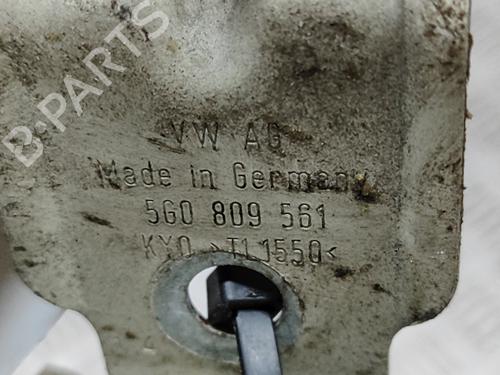 B-Parts
VW AG
Made in Germany
5G0 809 561
KYO >TL1550<